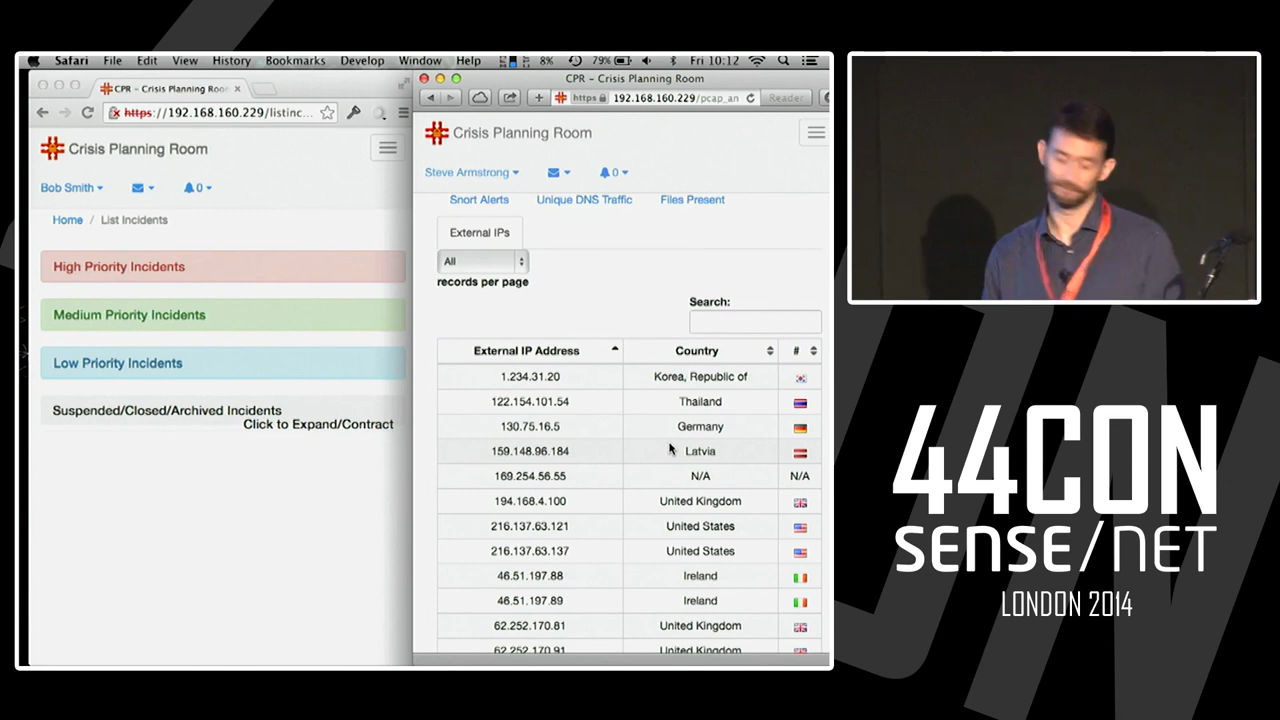 Safari File Edit View History Bookmarks Develop Window Help 8% 79% Fri 10:12
CPR – Crisis Planning Roo
https://192.168.160.229/listinc...
Crisis Planning Room
Bob Smith
0
Home / List Incidents
High Priority Incidents
Medium Priority Incidents
Low Priority Incidents
Suspended/Closed/Archived Incidents
Click to Expand/Contract
CPR – Crisis Planning Room
https 192.168.160.229/pcap_an Reader
Crisis Planning Room
Steve Armstrong
0
Snort Alerts Unique DNS Traffic Files Present
External IPs
All
records per page
Search:
External IP Address Country #
1.234.31.20 Korea, Republic of
122.154.101.54 Thailand
130.75.16.5 Germany
159.148.96.184 Latvia
169.254.56.55 N/A N/A
194.168.4.100 United Kingdom
216.137.63.121 United States
216.137.63.137 United States
46.51.197.88 Ireland
46.51.197.89 Ireland
62.252.170.81 United Kingdom
62.252.170.91 United Kingdom
44CON
SENSE/NET
LONDON 2014